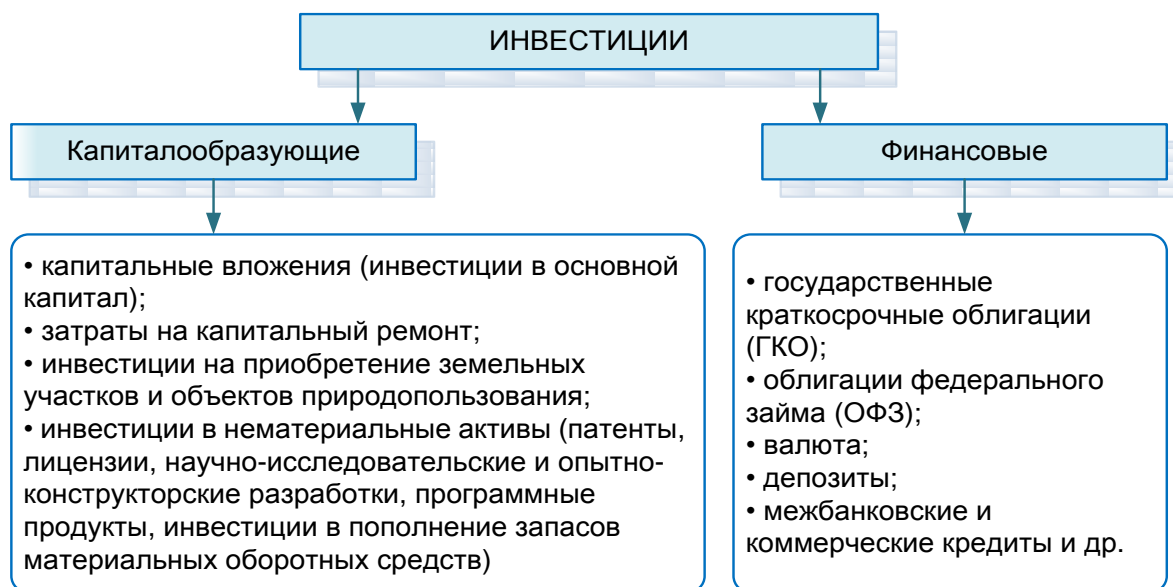 ИНВЕСТИЦИИ
Капиталообразующие
Финансовые
• капитальные вложения (инвестиции в основной
капитал);
• затраты на капитальный ремонт;
• инвестиции на приобретение земельных
участков и объектов природопользования;
• инвестиции в нематериальные активы (патенты,
лицензии, научно-исследовательские и опытно-
конструкторские разработки, программные
продукты, инвестиции в пополнение запасов
материальных оборотных средств)
• государственные
краткосрочные облигации
(ГКО);
• облигации федерального
займа (ОФЗ);
• валюта;
• депозиты;
• межбанковские и
коммерческие кредиты и др.